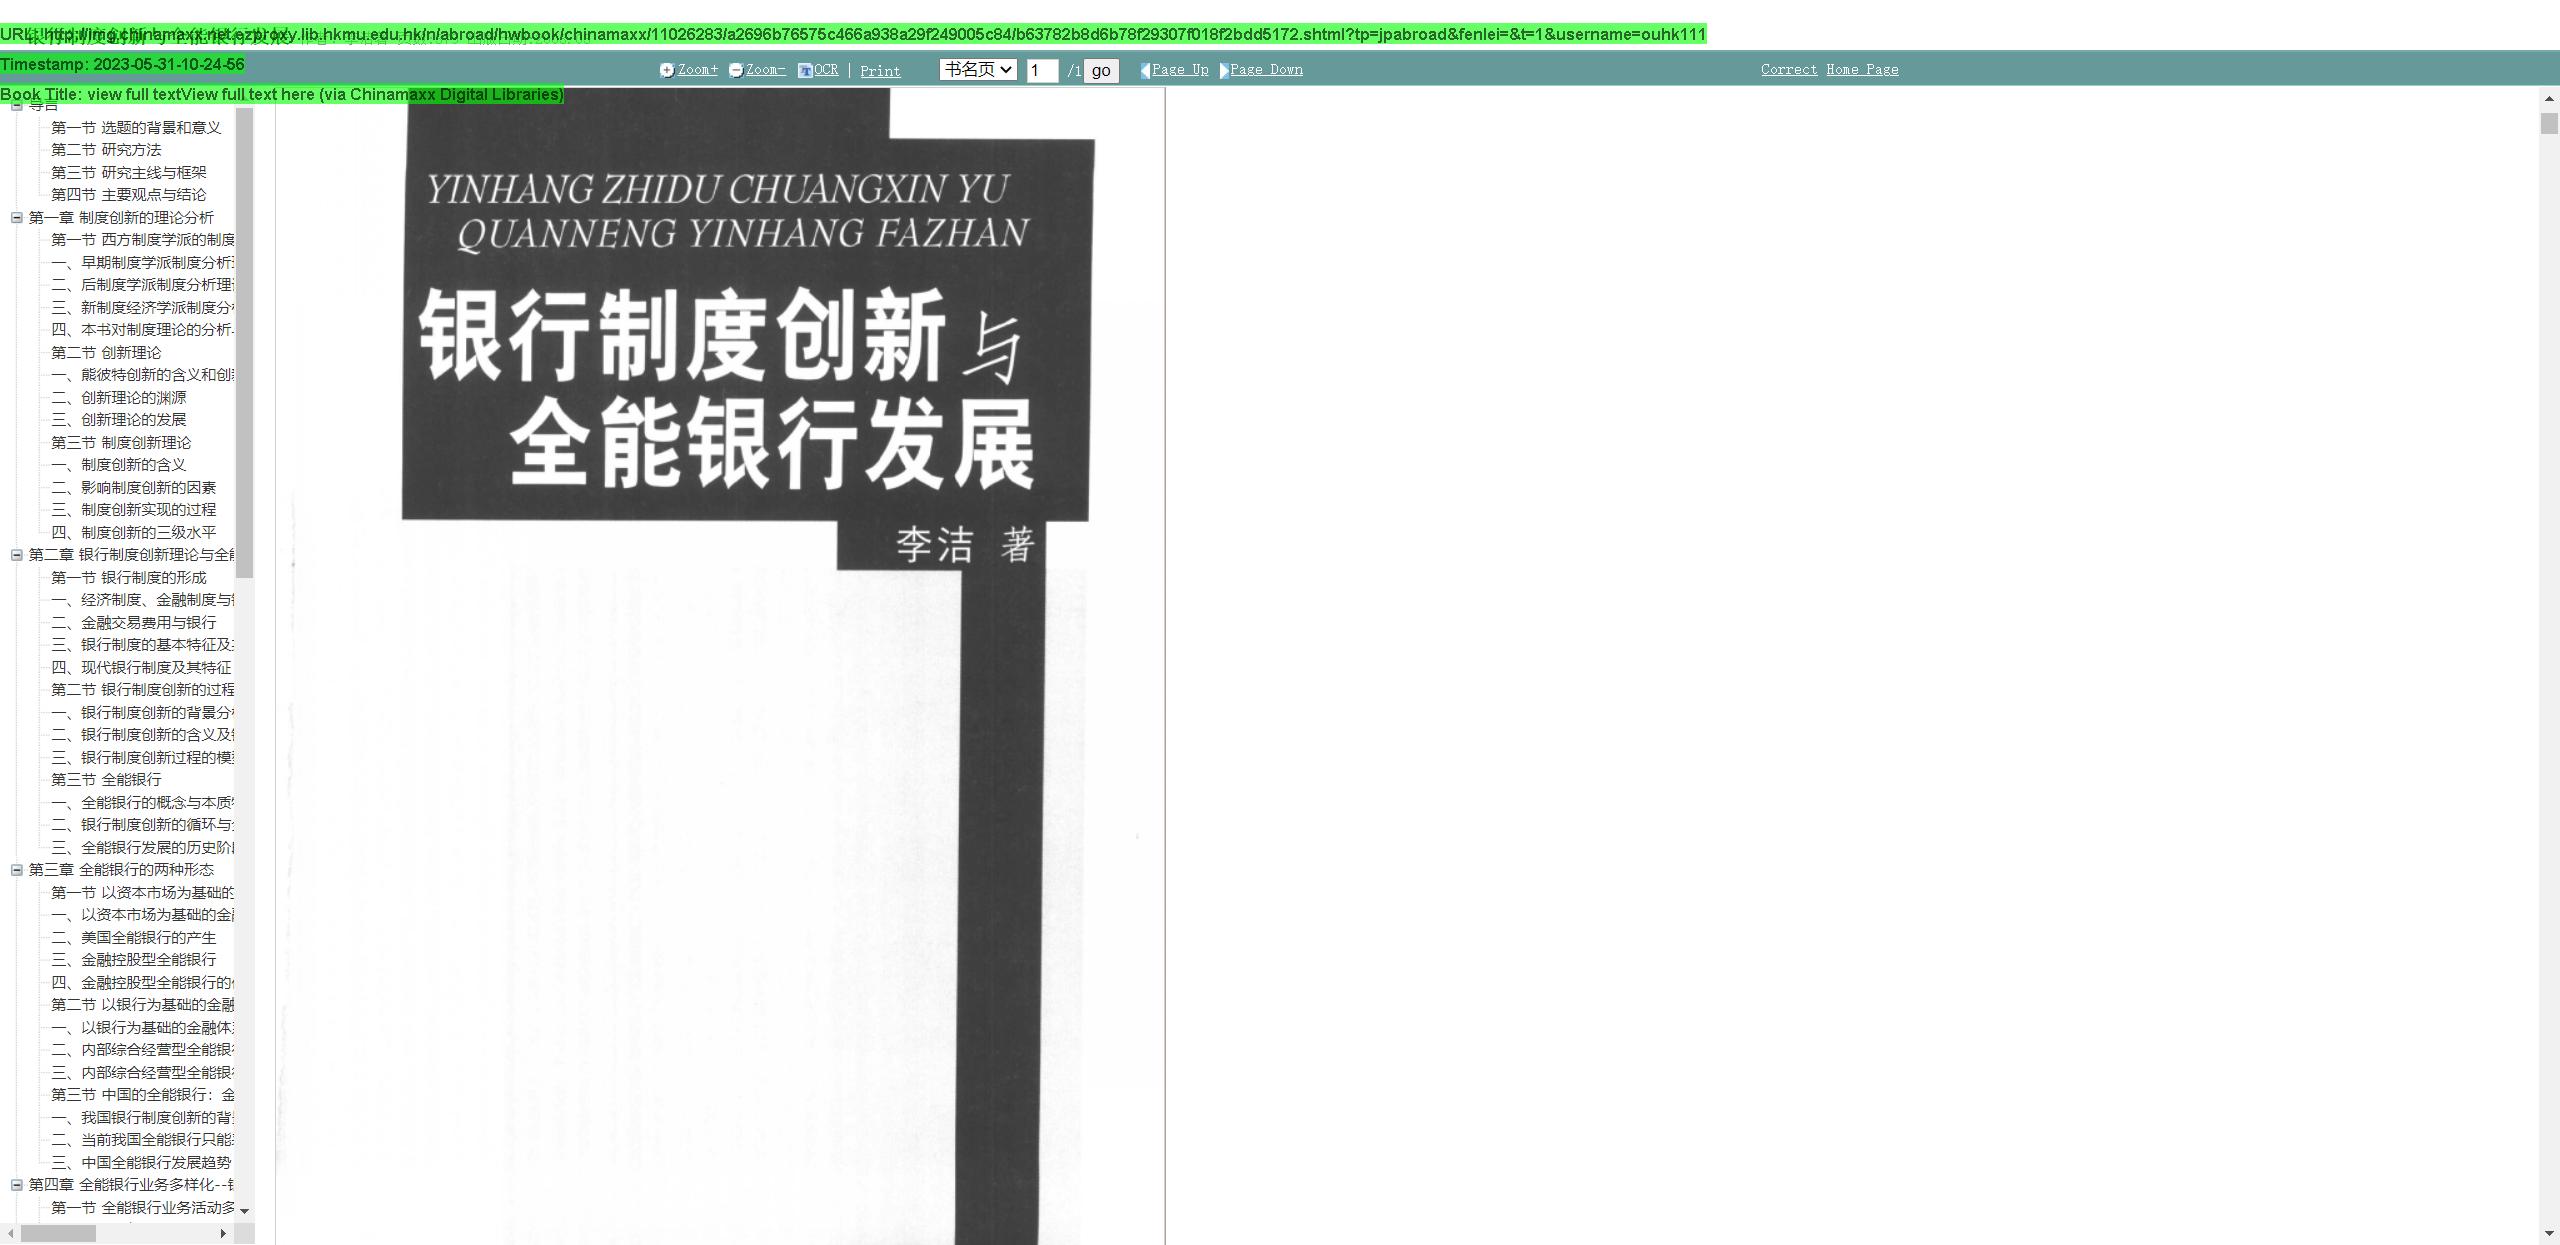 URL: http://img.chinamaxx.net.ezproxy.lib.hkmu.edu.hk/n/abroad/hwbook/chinamaxx/11026283/a2696b76575c466a938a29f249005c84/b63782b8d6b78f29307f018f2bdd5172.shtml?tp=jpabroad&fenlei=&t=1&username=ouhk111
Timestamp: 2023-05-31-10-24-56
Zoom+ Zoom- OCR | Print 书名页 1 /1 go Page Up Page Down Correct Home Page
Book Title: view full textView full text here (via Chinamaxx Digital Libraries)
导言
第一节 选题的背景和意义
第二节 研究方法
第三节 研究主线与框架
第四节 主要观点与结论
第一章 制度创新的理论分析
第一节 西方制度学派的制度
一、早期制度学派制度分析
二、后制度学派制度分析理
三、新制度经济学派制度分
四、本书对制度理论的分析
第二节 创新理论
一、熊彼特创新的含义和创
二、创新理论的渊源
三、创新理论的发展
第三节 制度创新理论
一、制度创新的含义
二、影响制度创新的因素
三、制度创新实现的过程
四、制度创新的三级水平
第二章 银行制度创新理论与全
第一节 银行制度的形成
一、经济制度、金融制度与
二、金融交易费用与银行
三、银行制度的基本特征及
四、现代银行制度及其特征
第二节 银行制度创新的过程
一、银行制度创新的背景分
二、银行制度创新的含义及
三、银行制度创新过程的模
第三节 全能银行
一、全能银行的概念与本质
二、银行制度创新的循环与
三、全能银行发展的历史阶
第三章 全能银行的两种形态
第一节 以资本市场为基础的
一、以资本市场为基础的金
二、美国全能银行的产生
三、金融控股型全能银行
四、金融控股型全能银行的
第二节 以银行为基础的金融
一、以银行为基础的金融体
二、内部综合经营型全能银
三、内部综合经营型全能银
第三节 中国的全能银行：金
一、我国银行制度创新的背
二、当前我国全能银行只能
三、中国全能银行发展趋势
第四章 全能银行业务多样化--
第一节 全能银行业务活动多
YINHANG ZHIDU CHUANGXIN YU
QUANNENG YINHANG FAZHAN
银行制度创新与
全能银行发展
李洁 著